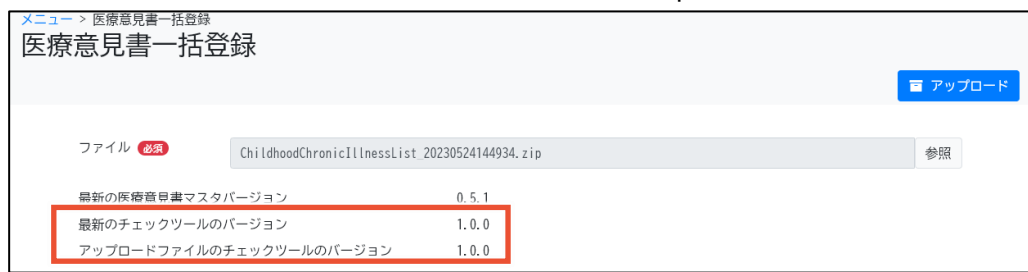 メニュー > 医療意見書一括登録
医療意見書一括登録
アップロード
ファイル 必須 ChildhoodChronicIllnessList_20230524144934.zip 参照
最新の医療意見書マスタバージョン 0.5.1
最新のチェックツールのバージョン 1.0.0
アップロードファイルのチェックツールのバージョン 1.0.0